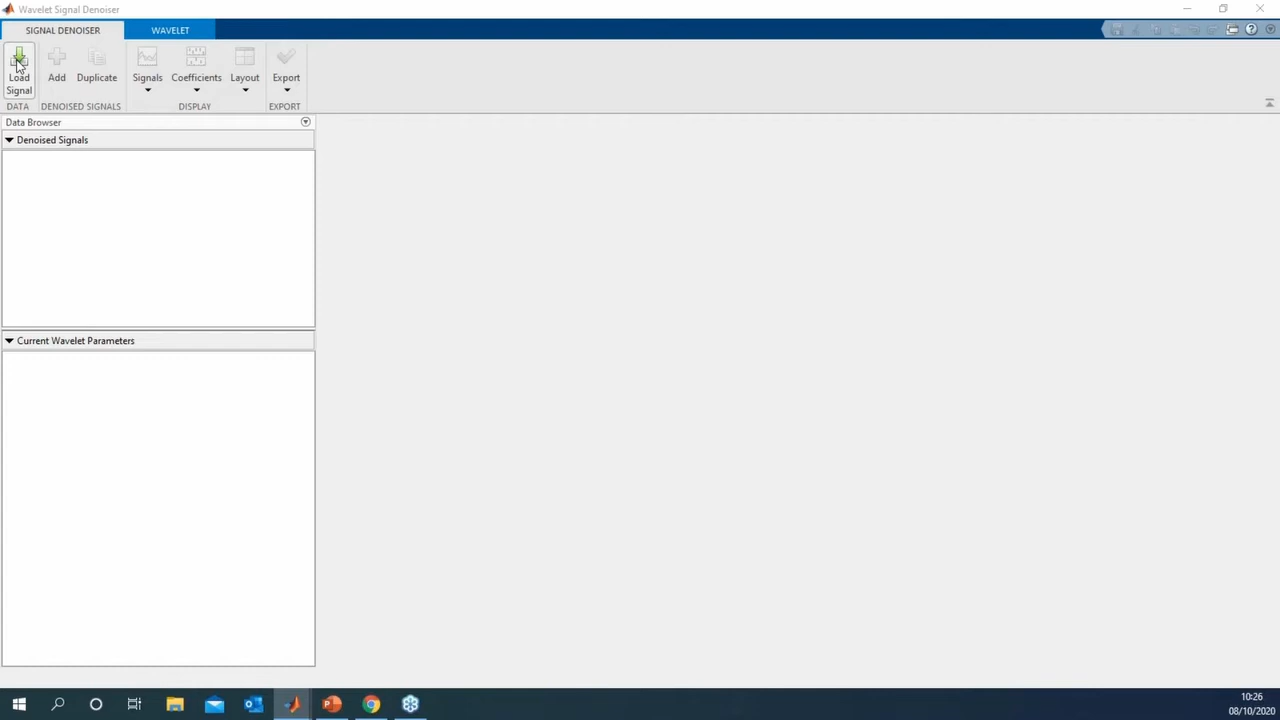 Wavelet Signal Denoiser
SIGNAL DENOISER
WAVELET
Load Signal
Add
Duplicate
Signals
Coefficients
Layout
Export
DATA
DENOISED SIGNALS
DISPLAY
EXPORT
Data Browser
Denoised Signals
Current Wavelet Parameters
10:26
08/10/2020